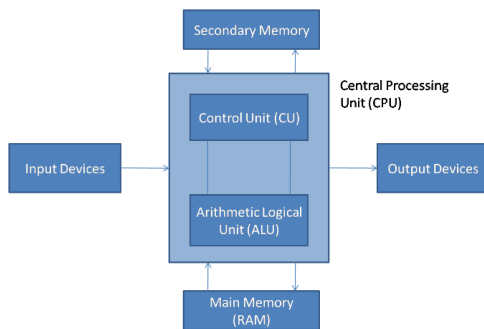 Secondary Memory
Central Processing
Unit (CPU)
Control Unit (CU)
Input Devices
Output Devices
Arithmetic Logical
Unit (ALU)
Main Memory
(RAM)